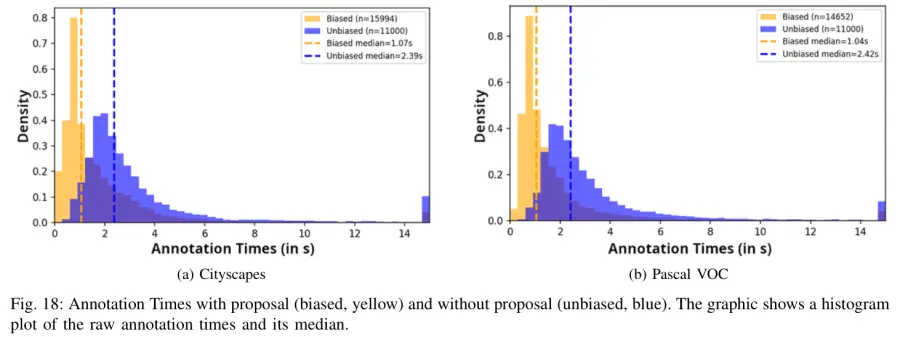 Biased (n=15994)
Unbiased (n=11000)
Biased median=1.07s
Unbiased median=2.39s
Density
0.8
0.7
0.6
0.5
0.4
0.3
0.2
0.1
0.0
0 2 4 6 8 10 12 14
Annotation Times (in s)
(a) Cityscapes
Biased (n=14652)
Unbiased (n=11000)
Biased median=1.04s
Unbiased median=2.42s
Density
0.8
0.6
0.4
0.2
0.0
0 2 4 6 8 10 12 14
Annotation Times (in s)
(b) Pascal VOC
Fig. 18: Annotation Times with proposal (biased, yellow) and without proposal (unbiased, blue). The graphic shows a histogram
plot of the raw annotation times and its median.